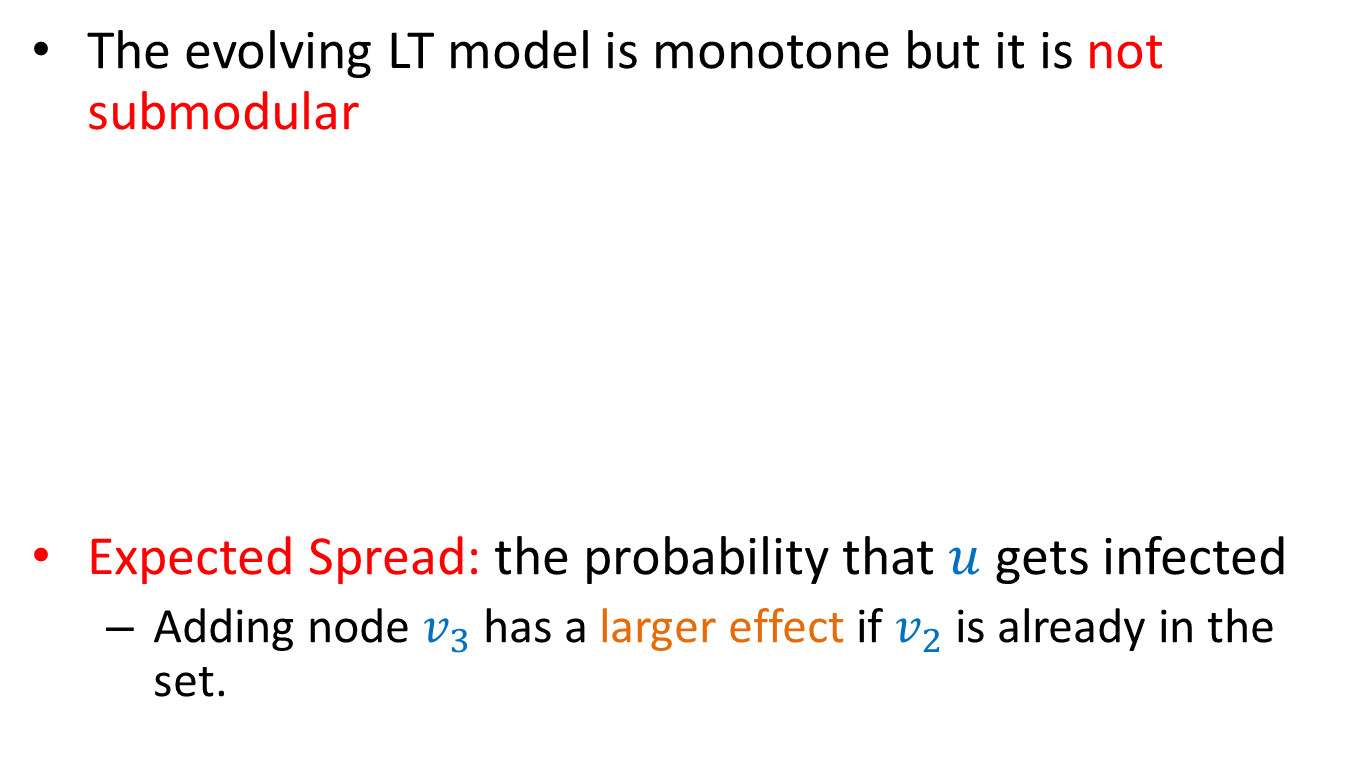 • The evolving LT model is monotone but it is not
submodular
• Expected Spread: the probability that 𝑢 gets infected
– Adding node 𝑣₃ has a larger effect if 𝑣₂ is already in the
set.